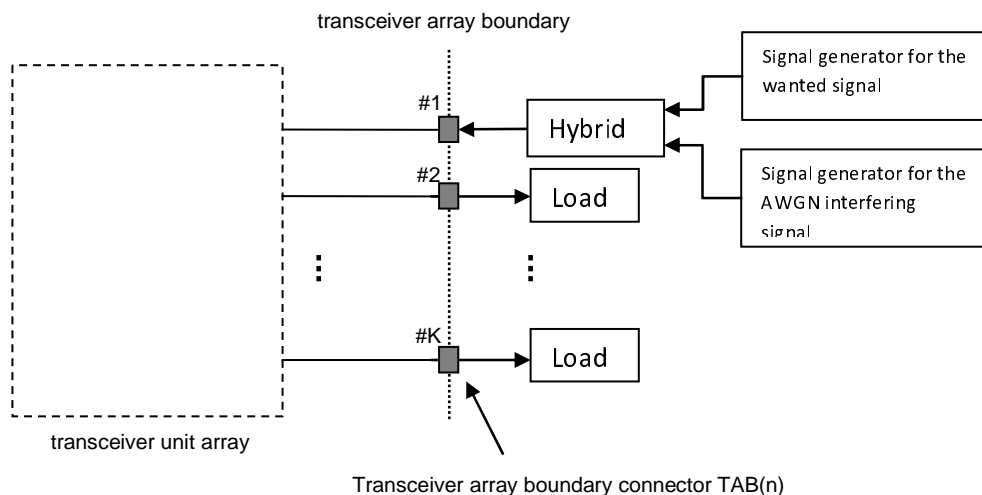 transceiver array boundary
Signal generator for the
wanted signal
#1
Hybrid
Signal generator for the
AWGN interfering
signal
#2
Load
#K
Load
transceiver unit array
Transceiver array boundary connector TAB(n)